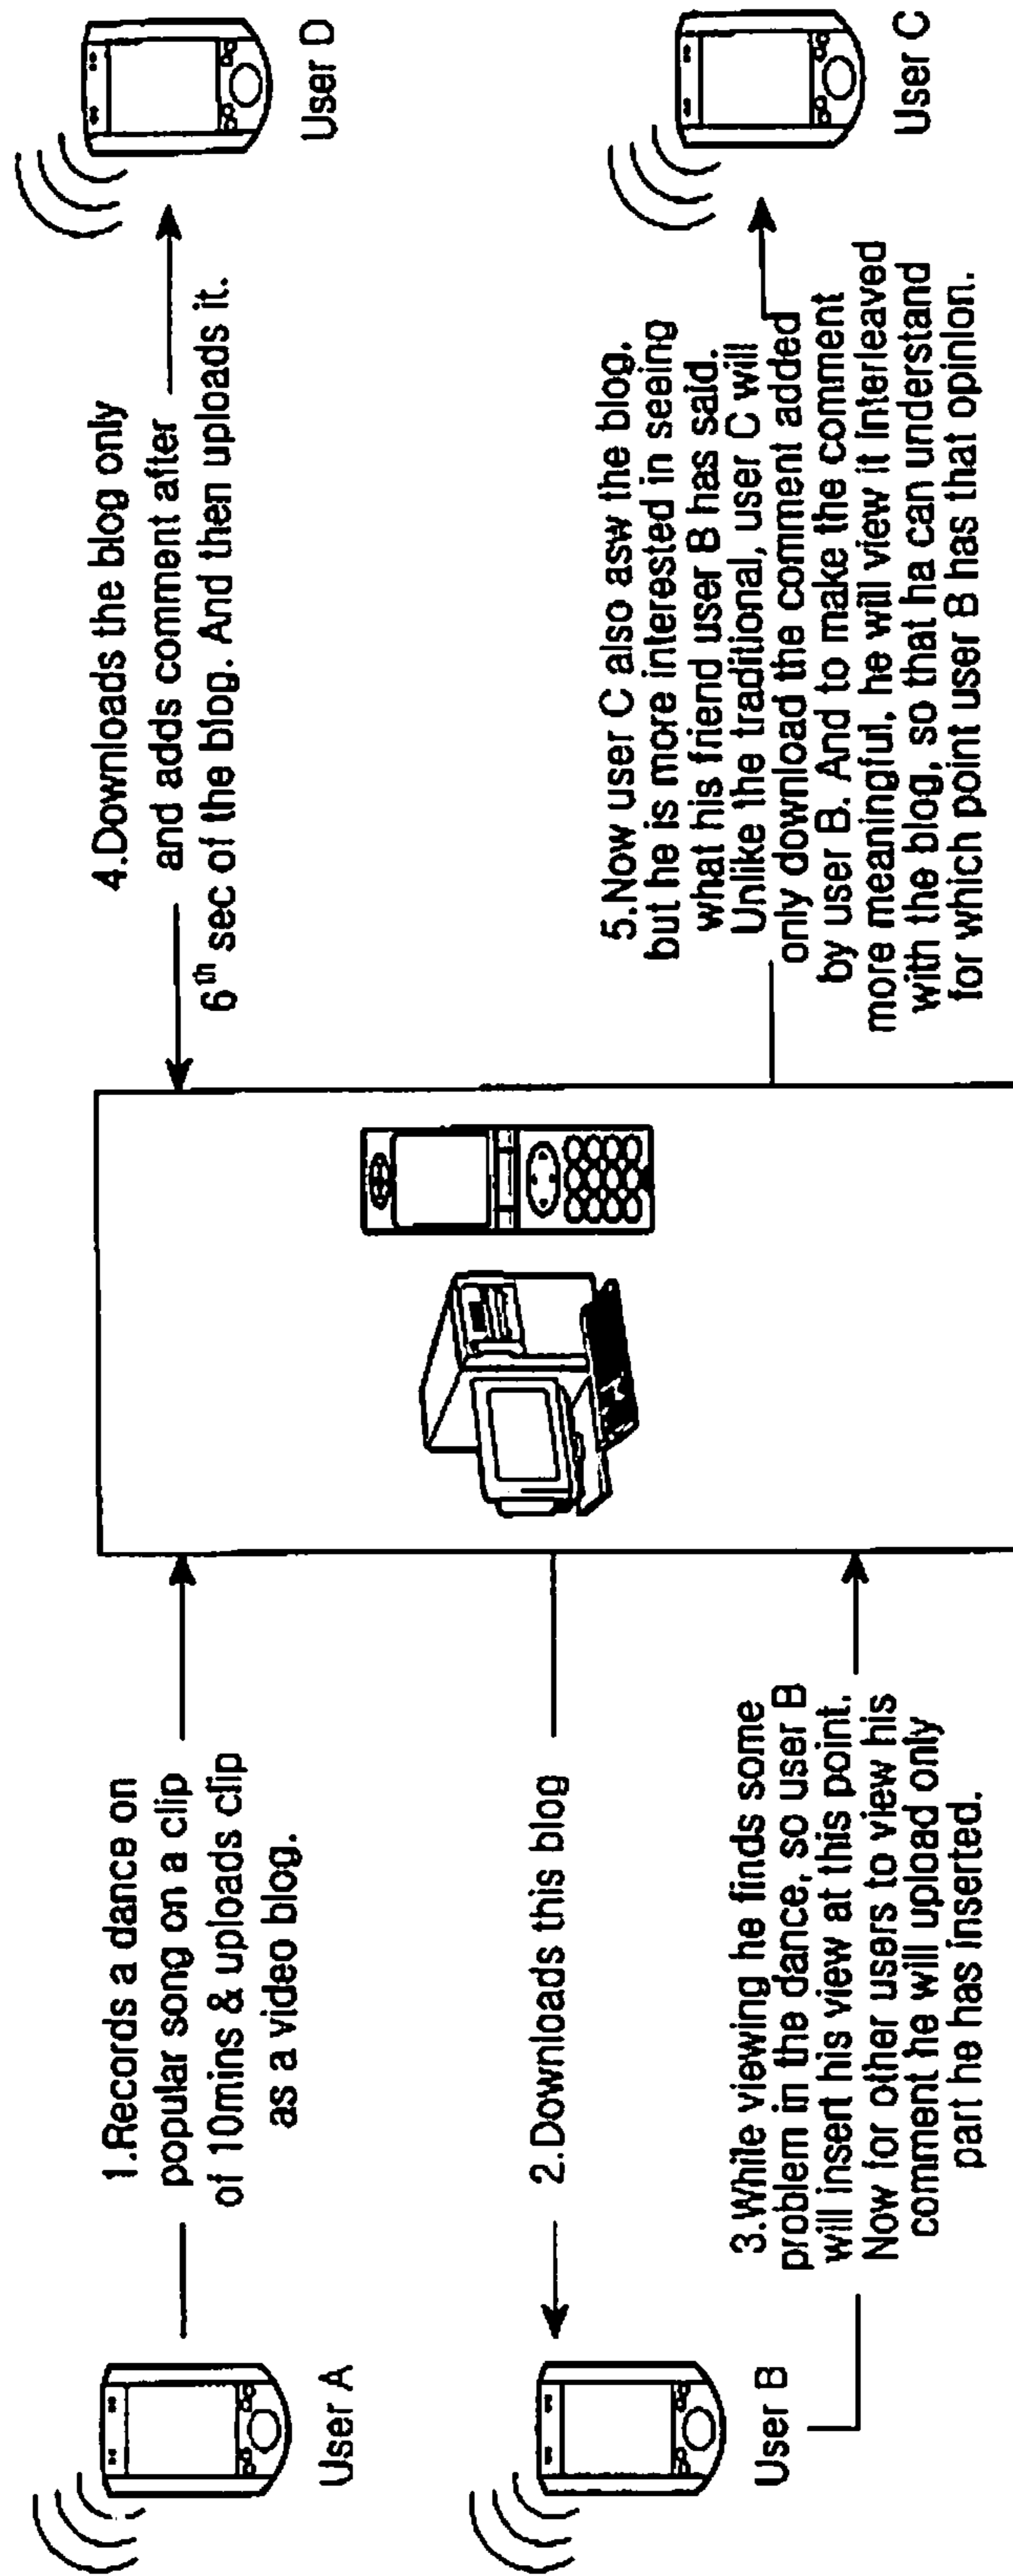 User A
1.Records a dance on
popular song on a clip
of 10mins & uploads clip
as a video blog.
User B
2.Downloads this blog
3.While viewing he finds some
problem in the dance, so user B
will insert his view at this point.
Now for other users to view his
comment he will upload only
part he has inserted.
4.Downloads the blog only
and adds comment after
6th sec of the blog. And then uploads it.
User D
5.Now user C also asw the blog,
but he is more interested in seeing
what his friend user B has said.
Unlike the traditional, user C will
only download the comment added
by user B. And to make the comment
more meaningful, he will view it interleaved
with the blog, so that ha can understand
for which point user B has that opinion.
User C